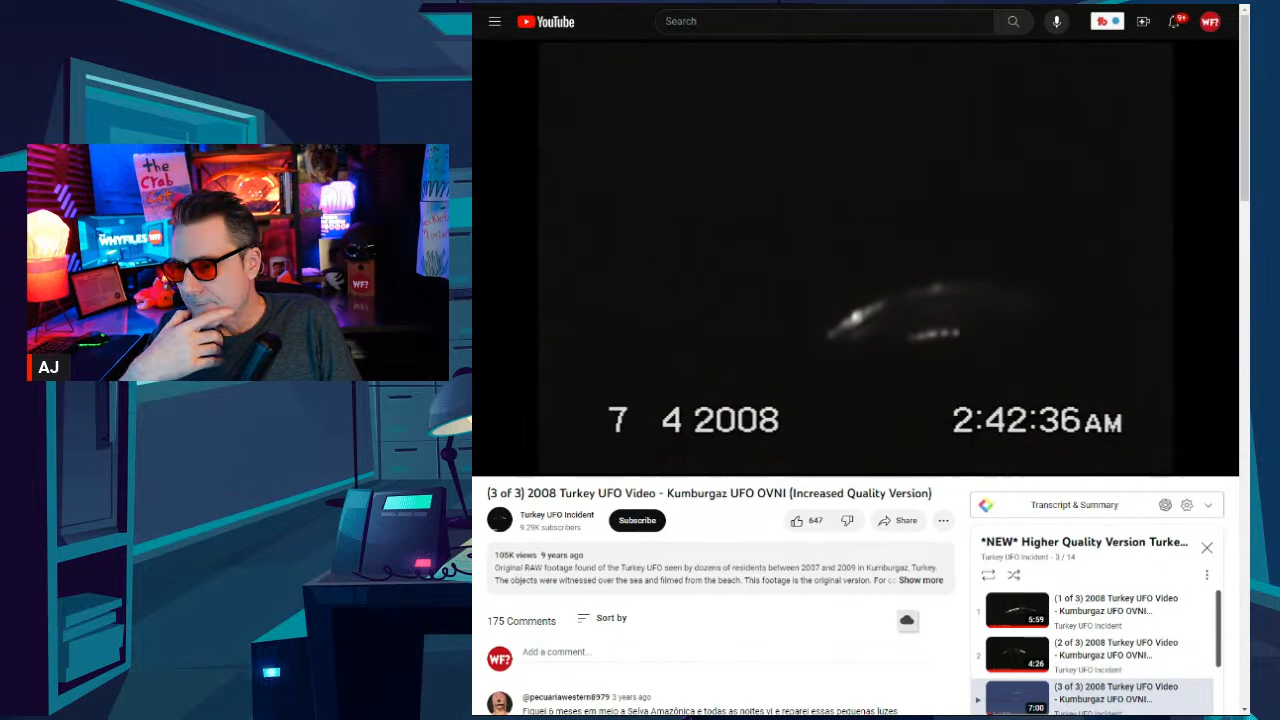 YouTube
Search
9+
WF?
the
Crab
Cat
WHYFILES WF
WF?
AJ
7 4 2008
2:42:36 AM
(3 of 3) 2008 Turkey UFO Video - Kumburgaz UFO OVNI (Increased Quality Version)
Turkey UFO Incident
9.29K subscribers
Subscribe
647
Share
105K views 9 years ago
Original RAW footage found of the Turkey UFO seen by dozens of residents between 2007 and 2009 in Kumburgaz, Turkey.
The objects were witnessed over the sea and filmed from the beach. This footage is the original version. For cc Show more
175 Comments
Sort by
WF?
Add a comment...
@pecuariawestern8979 3 years ago
Fiquei 6 meses em meio a Selva Amazônica e todas as noites vi e reparei essas pequenas luzes
Transcript & Summary
*NEW* Higher Quality Version Turke...
Turkey UFO Incident - 3 / 14
1
5:59
(1 of 3) 2008 Turkey UFO Video
- Kumburgaz UFO OVNI...
Turkey UFO Incident
2
4:26
(2 of 3) 2008 Turkey UFO Video
- Kumburgaz UFO OVNI...
Turkey UFO Incident
7:00
(3 of 3) 2008 Turkey UFO Video
- Kumburgaz UFO OVNI...